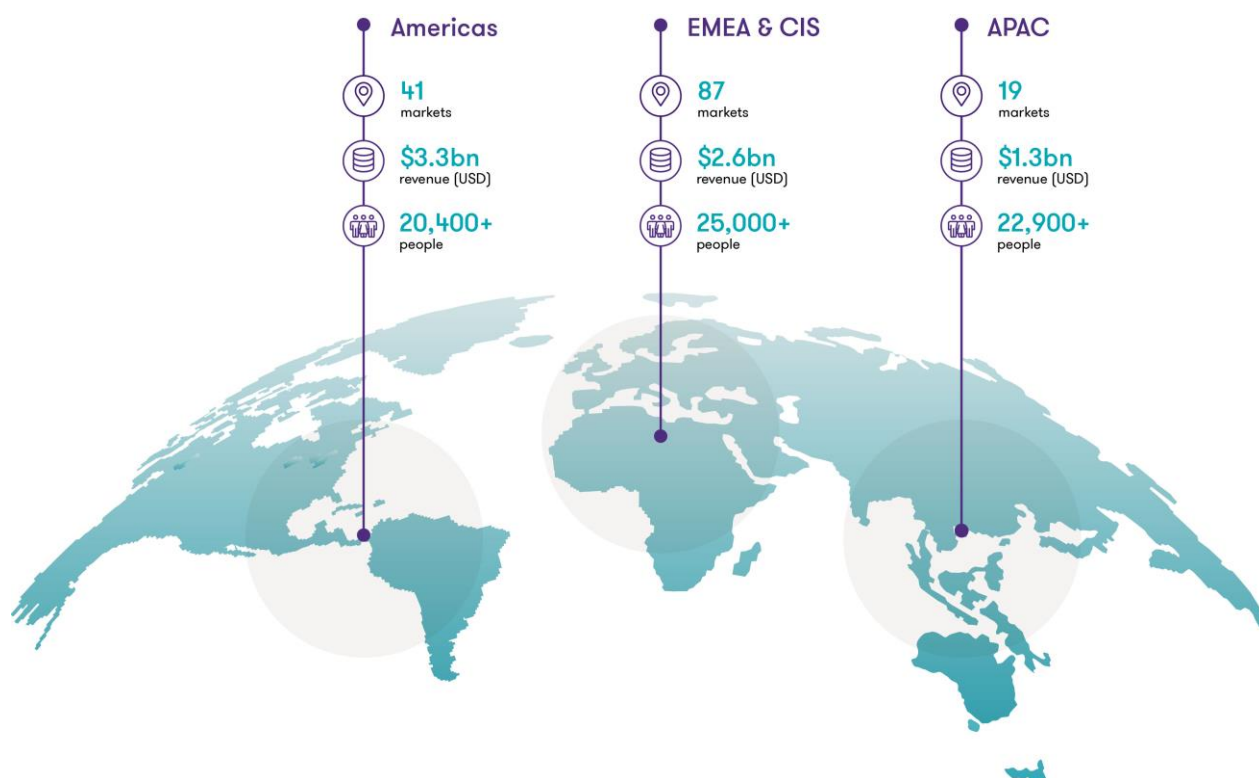 Americas
41
markets
$3.3bn
revenue (USD)
20,400+
people
EMEA & CIS
87
markets
$2.6bn
revenue (USD)
25,000+
people
APAC
19
markets
$1.3bn
revenue (USD)
22,900+
people